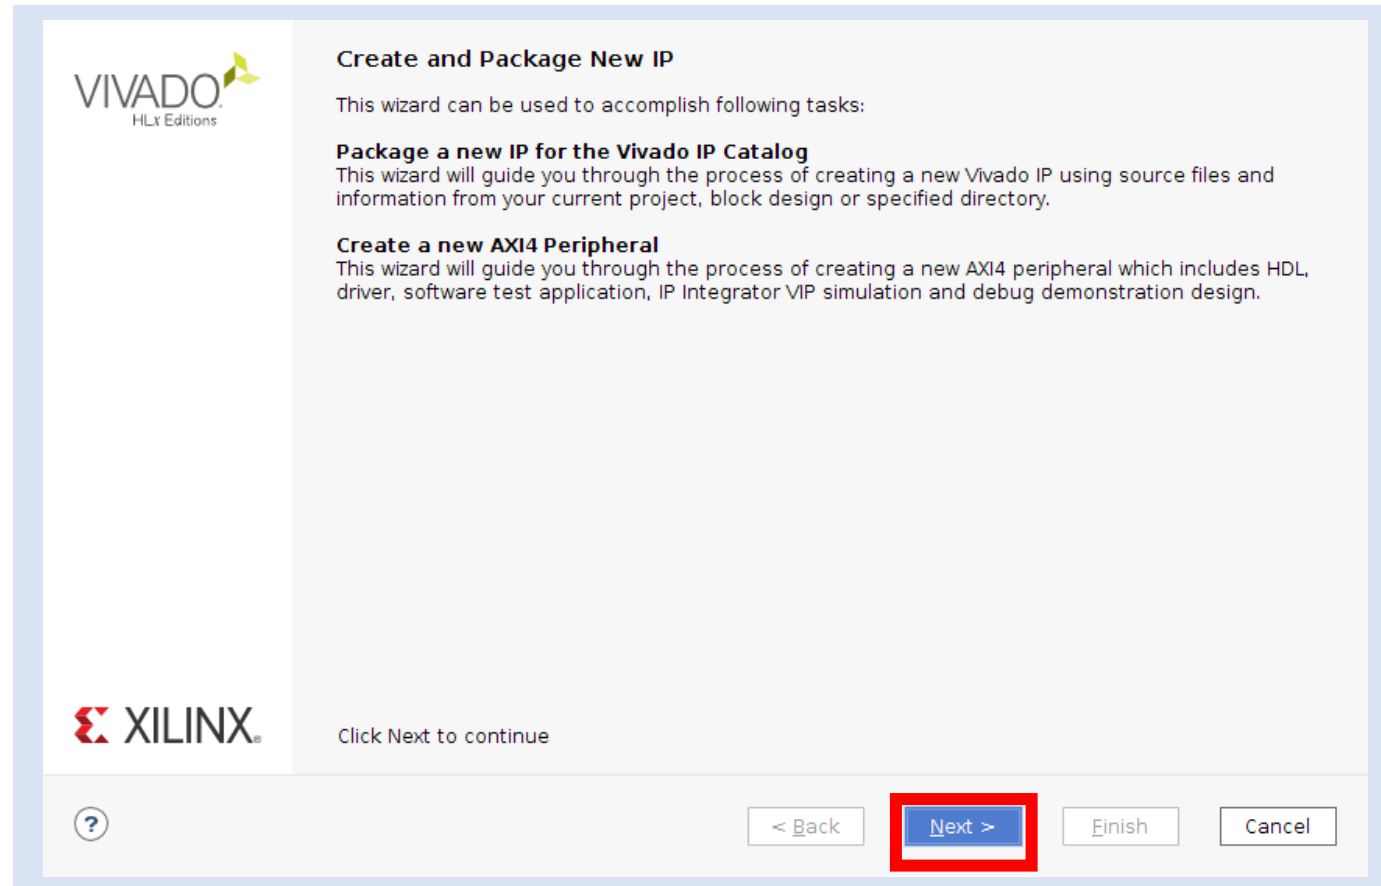 VIVADO.
HLx Editions
Create and Package New IP
This wizard can be used to accomplish following tasks:
Package a new IP for the Vivado IP Catalog
This wizard will guide you through the process of creating a new Vivado IP using source files and
information from your current project, block design or specified directory.
Create a new AXI4 Peripheral
This wizard will guide you through the process of creating a new AXI4 peripheral which includes HDL,
driver, software test application, IP Integrator VIP simulation and debug demonstration design.
XILINX®
Click Next to continue
?
< Back
Next >
Finish
Cancel